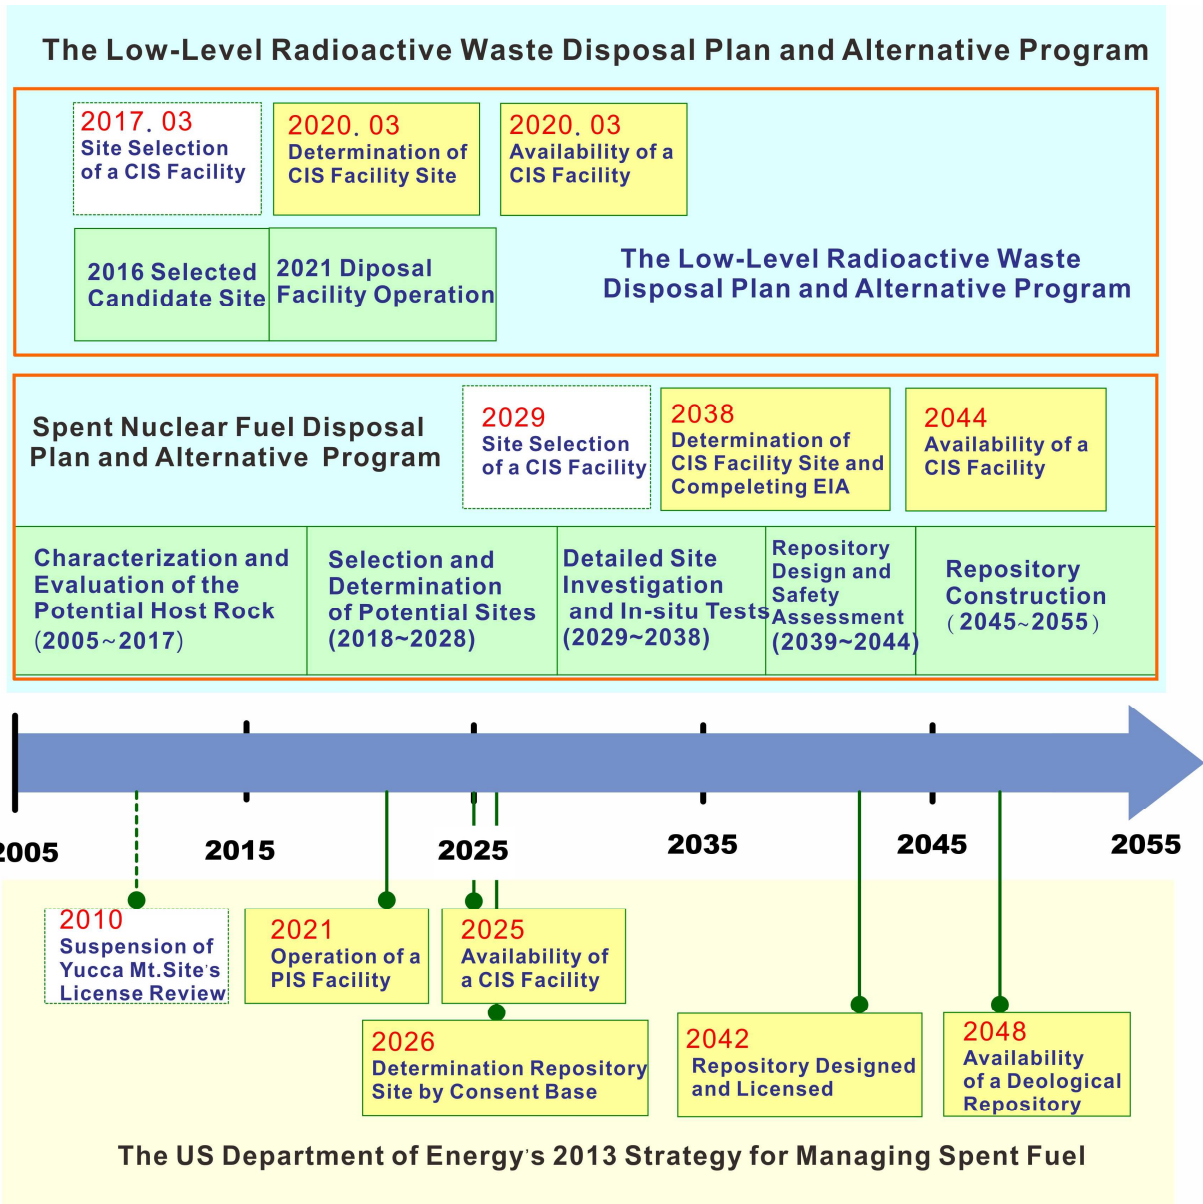 The Low-Level Radioactive Waste Disposal Plan and Alternative Program
2017. 03
Site Selection
of a CIS Facility
2020. 03
Determination of
CIS Facility Site
2020. 03
Availability of a
CIS Facility
2016 Selected
Candidate Site
2021 Diposal
Facility Operation
The Low-Level Radioactive Waste
Disposal Plan and Alternative Program
Spent Nuclear Fuel Disposal
Plan and Alternative Program
2029
Site Selection
of a CIS Facility
2038
Determination of
CIS Facility Site and
Compeleting EIA
2044
Availability of a
CIS Facility
Characterization and
Evaluation of the
Potential Host Rock
(2005~2017)
Selection and
Determination
of Potential Sites
(2018~2028)
Detailed Site
Investigation
and In-situ Tests
(2029~2038)
Repository
Design and
Safety
Assessment
(2039~2044)
Repository
Construction
(2045~2055)
2005
2015
2025
2035
2045
2055
2010
Suspension of
Yucca Mt.Site's
License Review
2021
Operation of a
PIS Facility
2025
Availability of
a CIS Facility
2026
Determination Repository
Site by Consent Base
2042
Repository Designed
and Licensed
2048
Availability
of a Deological
Repository
The US Department of Energy's 2013 Strategy for Managing Spent Fuel